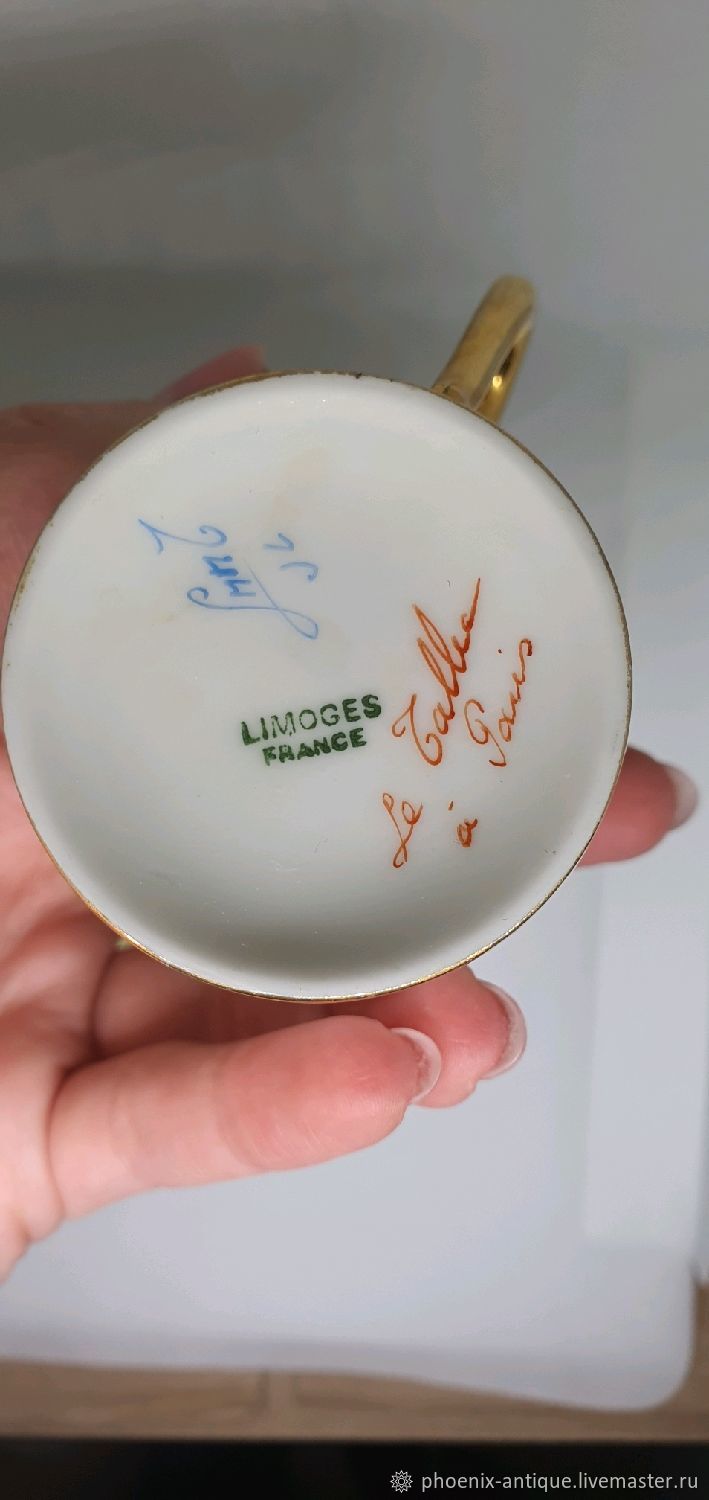 LIMOGES
FRANCE
Le Tallec
à Paris
phoenix-antique.livemaster.ru